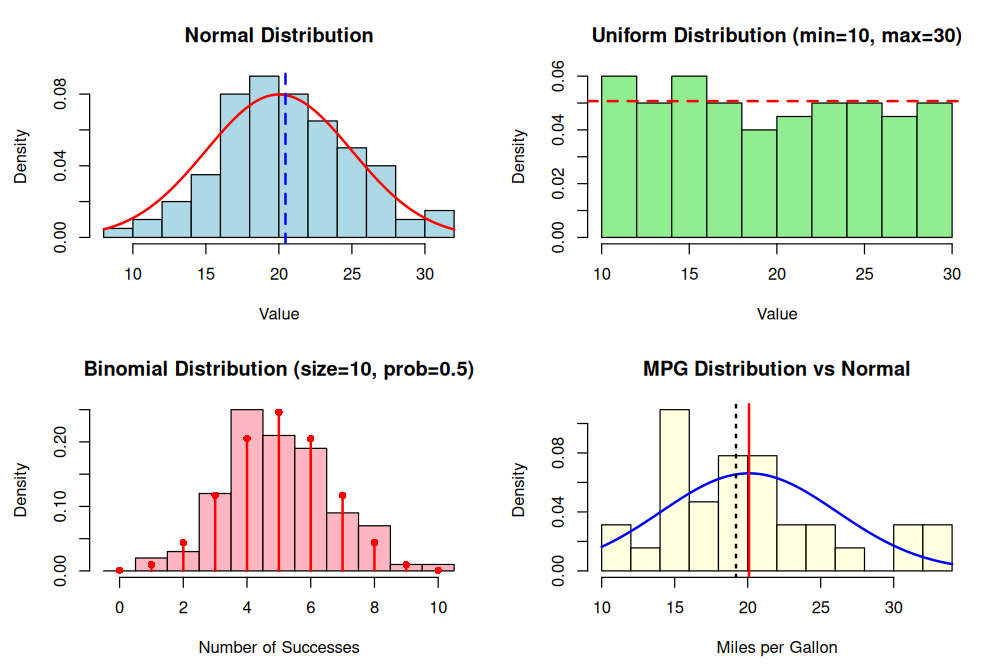 Normal Distribution
Density
0.00 0.04 0.08
10 15 20 25 30
Value
Uniform Distribution (min=10, max=30)
Density
0.00 0.02 0.04 0.06
10 15 20 25 30
Value
Binomial Distribution (size=10, prob=0.5)
Density
0.00 0.10 0.20
0 2 4 6 8 10
Number of Successes
MPG Distribution vs Normal
Density
0.00 0.04 0.08
10 15 20 25 30
Miles per Gallon